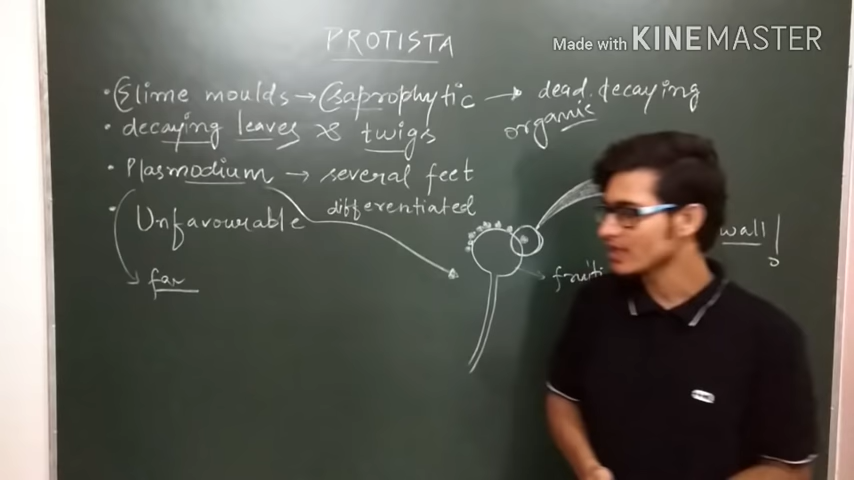 PROTISTA
Made with KINEMASTER
• Slime moulds → saprophytic → dead decaying
organic
• decaying leaves & twigs
• Plasmodium → several feet
differentiated
• Unfavourable
wall!
far
fruiti